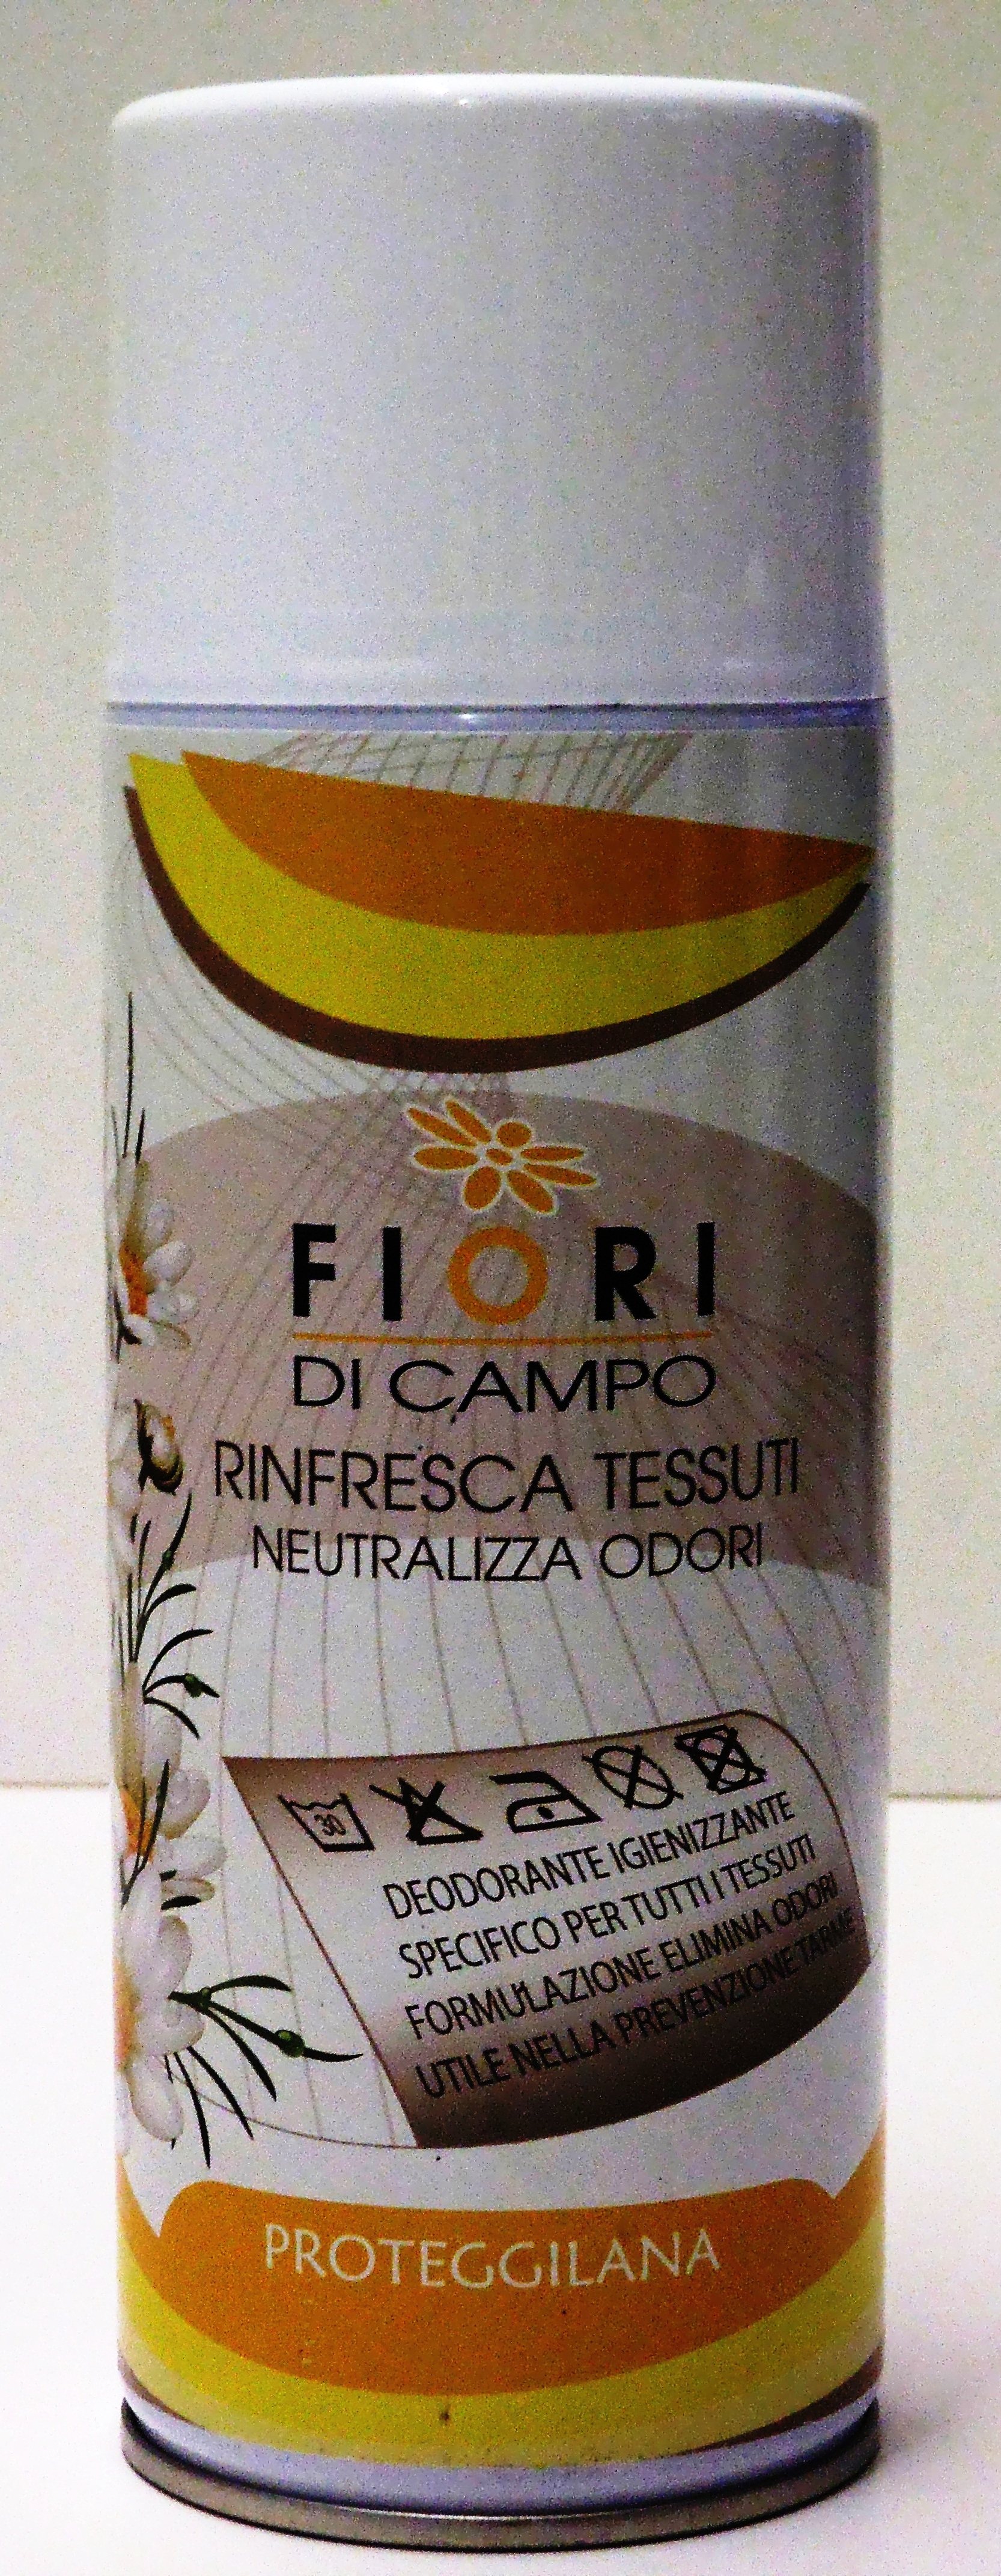 FIORI
DI CAMPO
RINFRESCA TESSUTI
NEUTRALIZZA ODORI
30
DEODORANTE IGIENIZZANTE
SPECIFICO PER TUTTI I TESSUTI
FORMULAZIONE ELIMINA ODORI
UTILE NELLA PREVENZIONE TARME
PROTEGGILANA